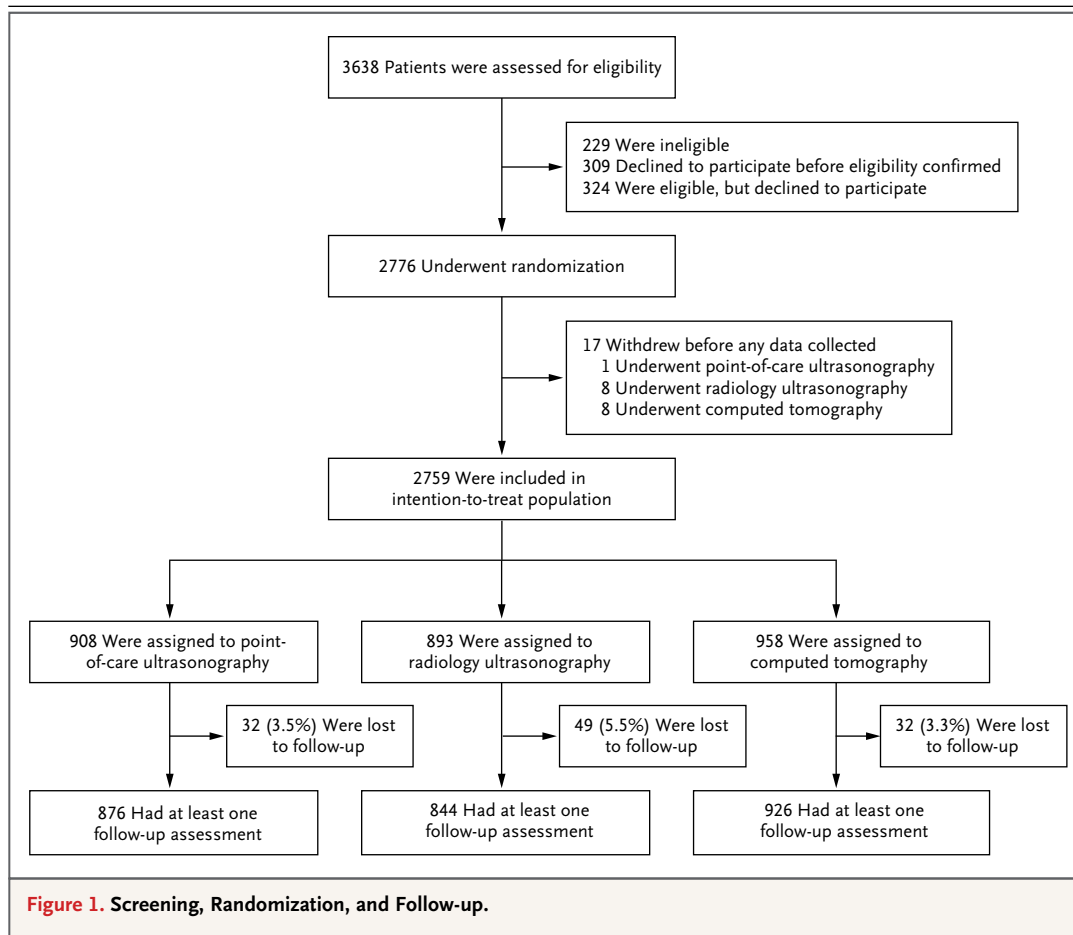 3638 Patients were assessed for eligibility
229 Were ineligible
309 Declined to participate before eligibility confirmed
324 Were eligible, but declined to participate
2776 Underwent randomization
17 Withdrew before any data collected
1 Underwent point-of-care ultrasonography
8 Underwent radiology ultrasonography
8 Underwent computed tomography
2759 Were included in
intention-to-treat population
908 Were assigned to point-
of-care ultrasonography
893 Were assigned to
radiology ultrasonography
958 Were assigned to
computed tomography
32 (3.5%) Were lost
to follow-up
49 (5.5%) Were lost
to follow-up
32 (3.3%) Were lost
to follow-up
876 Had at least one
follow-up assessment
844 Had at least one
follow-up assessment
926 Had at least one
follow-up assessment
Figure 1. Screening, Randomization, and Follow-up.